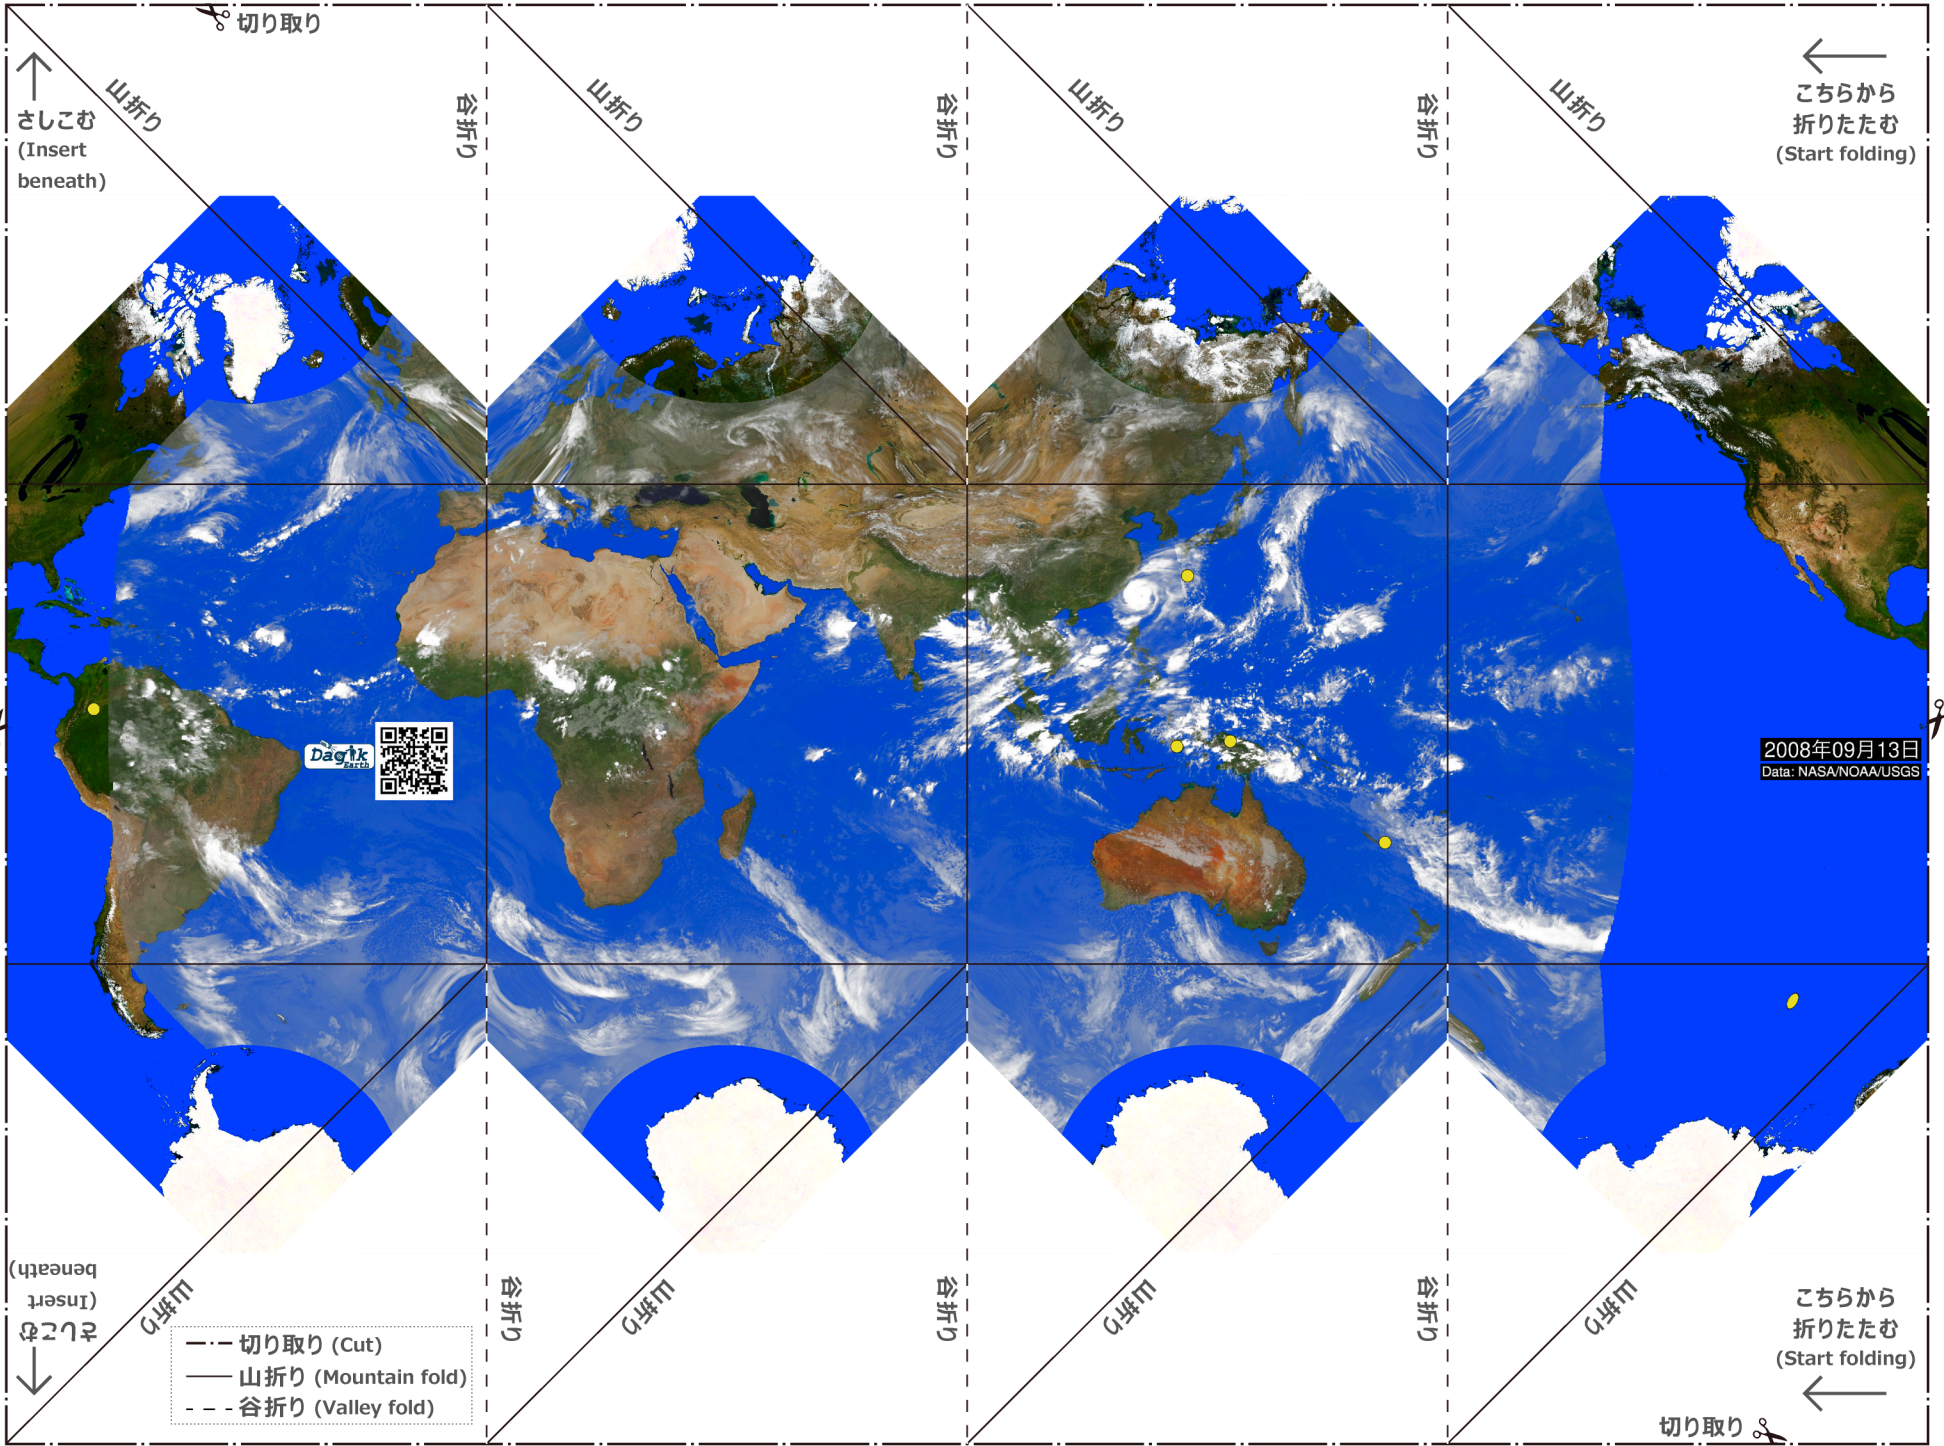 切り取り
山折り
谷折り
山折り
谷折り
山折り
谷折り
山折り
さしこむ
(Insert
beneath)
こちらから
折りたたむ
(Start folding)
Dagik
Earth
2008年09月13日
Data: NASA/NOAA/USGS
さしこむ
(Insert
beneath)
山折り
谷折り
山折り
谷折り
山折り
谷折り
山折り
こちらから
折りたたむ
(Start folding)
切り取り (Cut)
山折り (Mountain fold)
谷折り (Valley fold)
切り取り